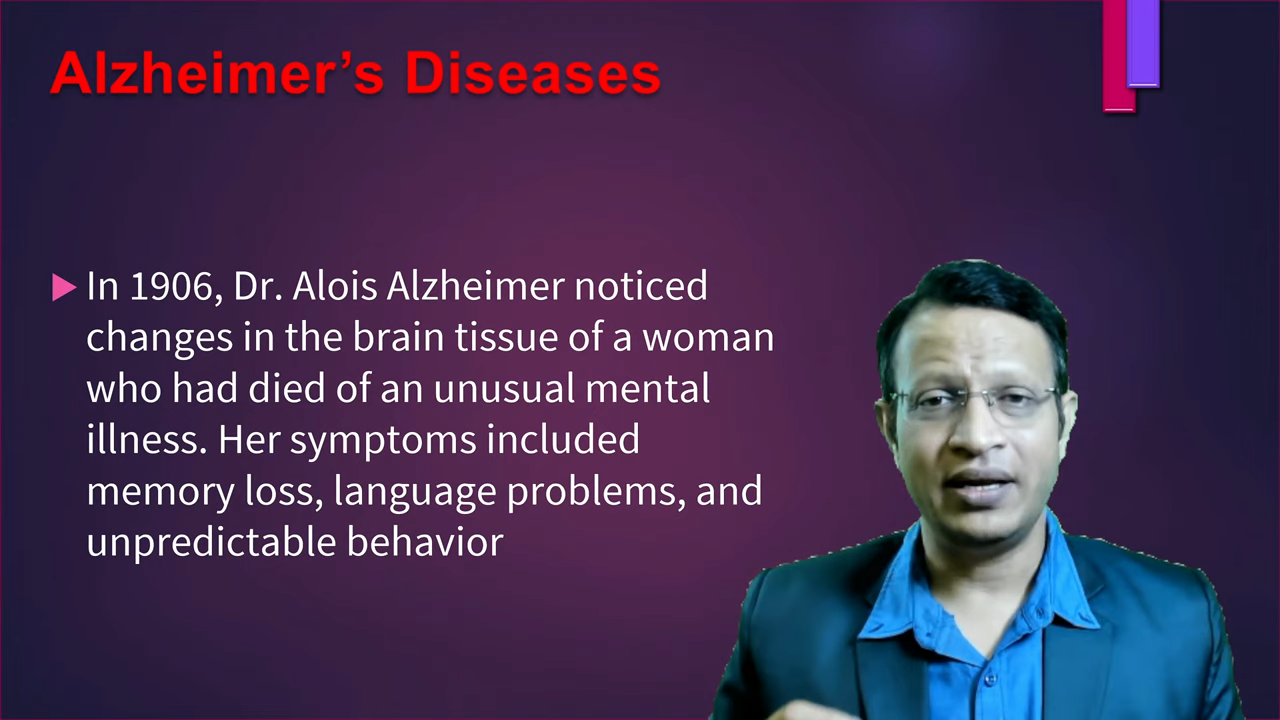 Alzheimer’s Diseases
In 1906, Dr. Alois Alzheimer noticed
changes in the brain tissue of a woman
who had died of an unusual mental
illness. Her symptoms included
memory loss, language problems, and
unpredictable behavior